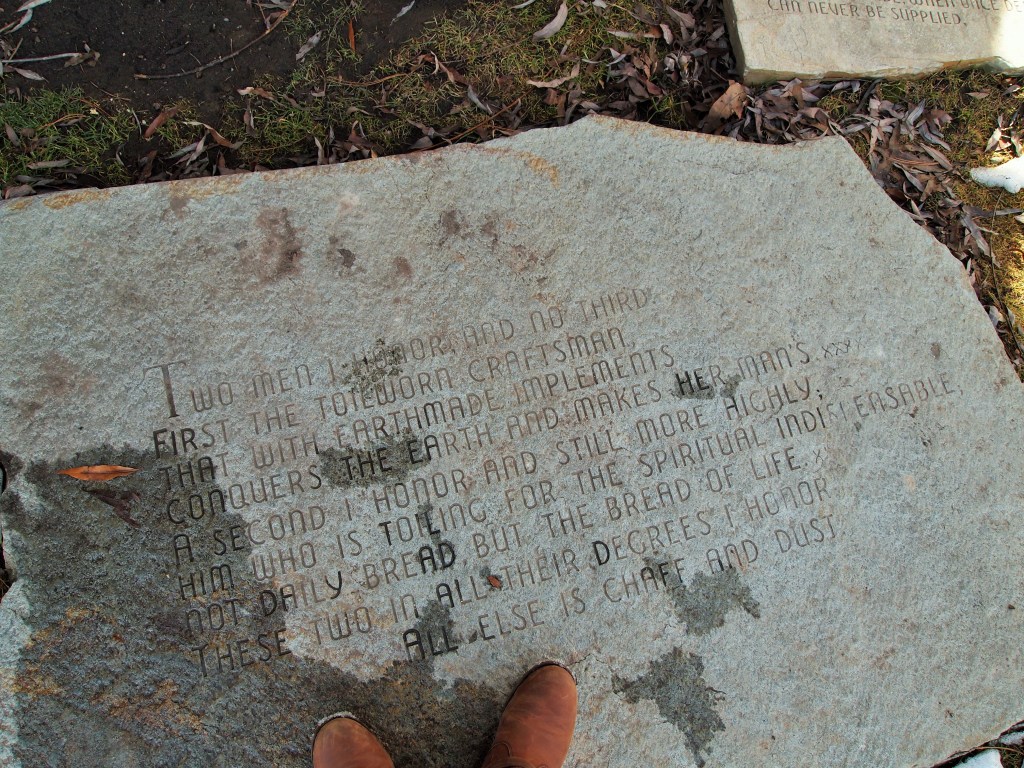 WHEN ONCE
CAN NEVER BE SUPPLIED.
TWO MEN I HONOR, AND NO THIRD.
FIRST THE TOILWORN CRAFTSMAN,
THAT WITH EARTHMADE IMPLEMENTS
CONQUERS THE EARTH AND MAKES HER MAN'S. XXXX
A SECOND I HONOR AND STILL MORE HIGHLY;
HIM WHO IS TOILING FOR THE SPIRITUAL INDISPENSABLE,
NOT DAILY BREAD BUT THE BREAD OF LIFE. X
THESE TWO IN ALL THEIR DEGREES I HONOR
ALL ELSE IS CHAFF AND DUST.